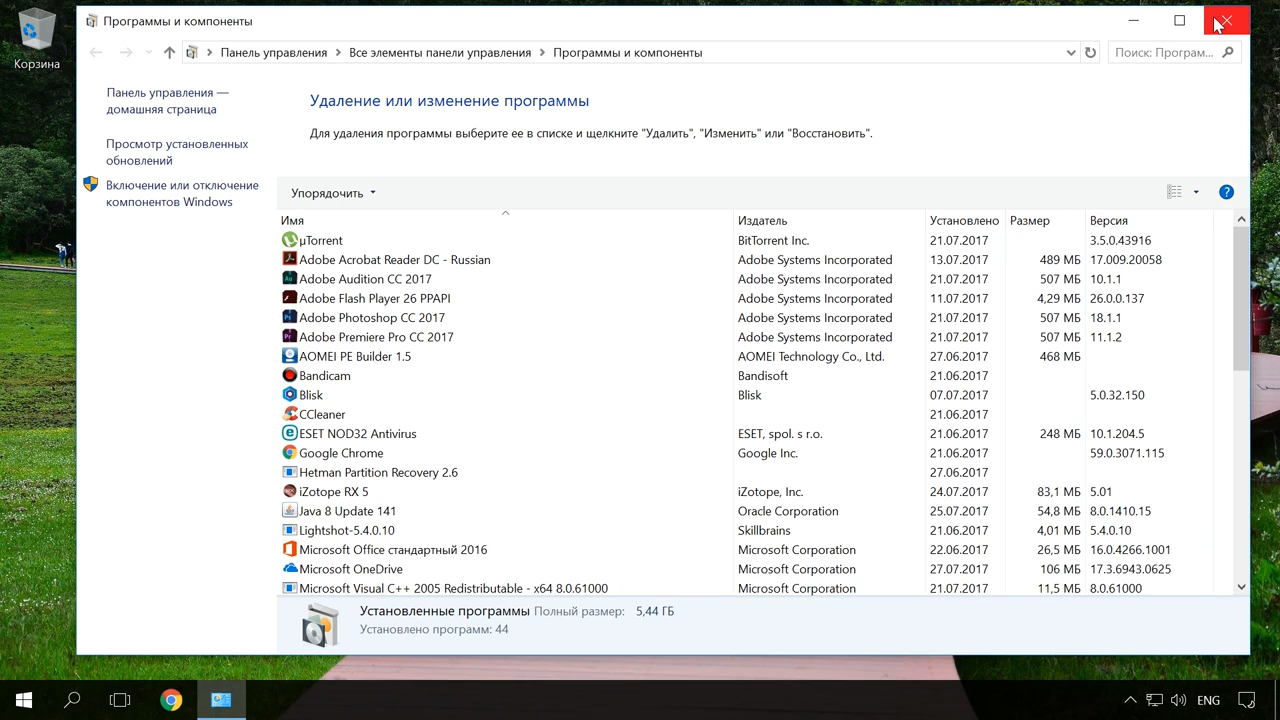 Корзина
Программы и компоненты
Панель управления
Все элементы панели управления
Программы и компоненты
Поиск: Програм...
Панель управления —
домашняя страница
Просмотр установленных
обновлений
Включение или отключение
компонентов Windows
Удаление или изменение программы
Для удаления программы выберите ее в списке и щелкните "Удалить", "Изменить" или "Восстановить".
Упорядочить
Имя Издатель Установлено Размер Версия
µTorrent BitTorrent Inc. 21.07.2017 3.5.0.43916
Adobe Acrobat Reader DC - Russian Adobe Systems Incorporated 13.07.2017 489 МБ 17.009.20058
Adobe Audition CC 2017 Adobe Systems Incorporated 21.07.2017 507 МБ 10.1.1
Adobe Flash Player 26 PPAPI Adobe Systems Incorporated 11.07.2017 4,29 МБ 26.0.0.137
Adobe Photoshop CC 2017 Adobe Systems Incorporated 21.07.2017 507 МБ 18.1.1
Adobe Premiere Pro CC 2017 Adobe Systems Incorporated 21.07.2017 507 МБ 11.1.2
AOMEI PE Builder 1.5 AOMEI Technology Co., Ltd. 27.06.2017 468 МБ
Bandicam Bandisoft 21.06.2017
Blisk Blisk 07.07.2017 5.0.32.150
CCleaner 21.06.2017
ESET NOD32 Antivirus ESET, spol. s r.o. 21.06.2017 248 МБ 10.1.204.5
Google Chrome Google Inc. 21.06.2017 59.0.3071.115
Hetman Partition Recovery 2.6 27.06.2017
iZotope RX 5 iZotope, Inc. 24.07.2017 83,1 МБ 5.01
Java 8 Update 141 Oracle Corporation 25.07.2017 54,8 МБ 8.0.1410.15
Lightshot-5.4.0.10 Skillbrains 21.06.2017 4,01 МБ 5.4.0.10
Microsoft Office стандартный 2016 Microsoft Corporation 22.06.2017 26,5 МБ 16.0.4266.1001
Microsoft OneDrive Microsoft Corporation 27.07.2017 106 МБ 17.3.6943.0625
Microsoft Visual C++ 2005 Redistributable - x64 8.0.61000 Microsoft Corporation 21.07.2017 11,5 МБ 8.0.61000
Установленные программы Полный размер: 5,44 ГБ
Установлено программ: 44
ENG